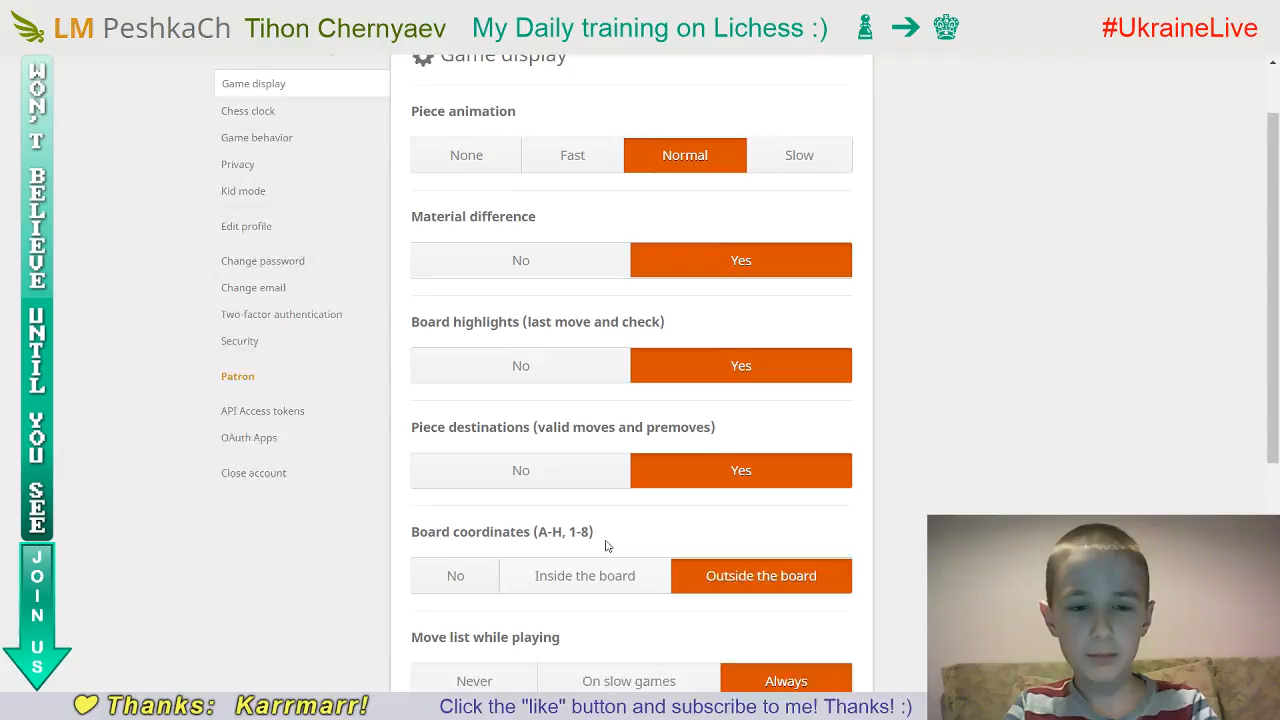 LM PeshkaCh Tihon Chernyaev My Daily training on Lichess :) #UkraineLive
WON'T BELIEVE UNTIL YOU SEE
JOIN US
Game display
Chess clock
Game behavior
Privacy
Kid mode
Edit profile
Change password
Change email
Two-factor authentication
Security
Patron
API Access tokens
OAuth Apps
Close account
Game display
Piece animation
None Fast Normal Slow
Material difference
No Yes
Board highlights (last move and check)
No Yes
Piece destinations (valid moves and premoves)
No Yes
Board coordinates (A-H, 1-8)
No Inside the board Outside the board
Move list while playing
Never On slow games Always
Thanks: Karrmarr! Click the "like" button and subscribe to me! Thanks! :)